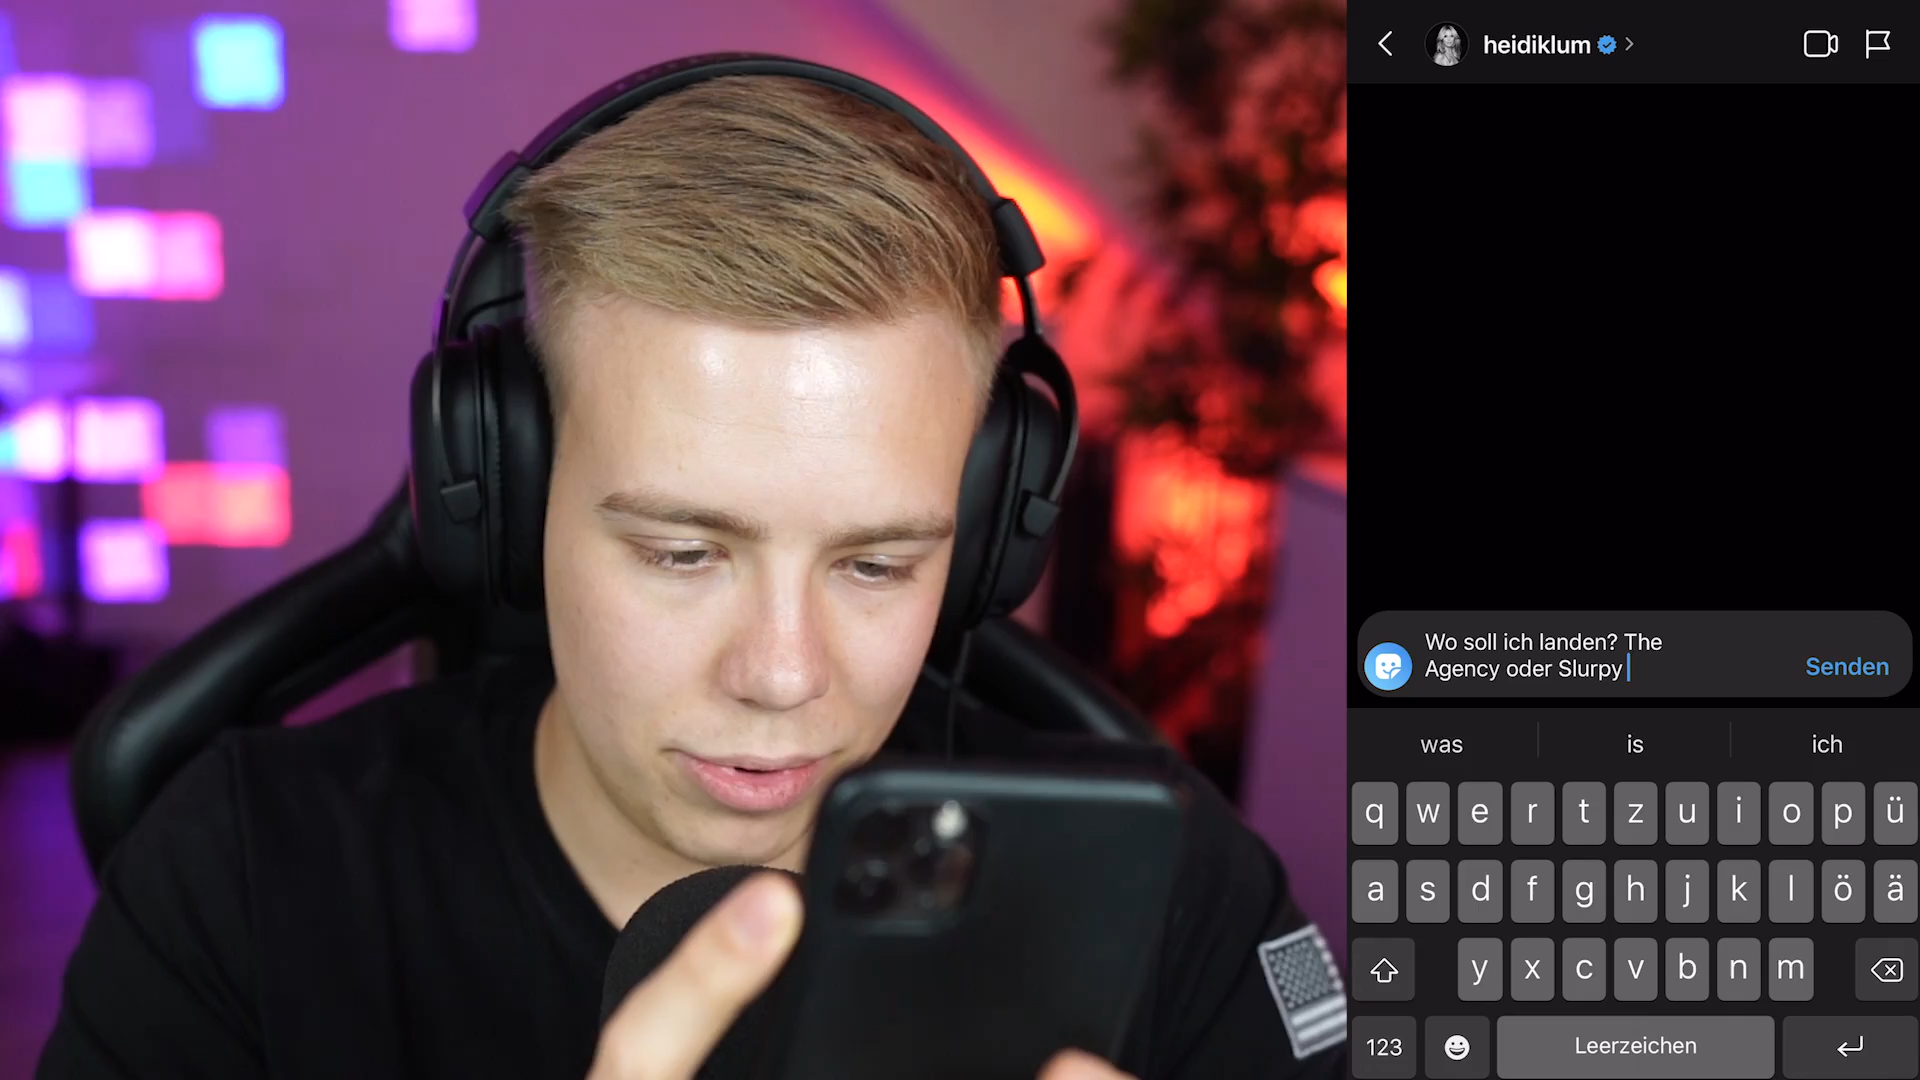 heidiklum
Wo soll ich landen? The
Agency oder Slurpy
Senden
was is ich
q w e r t z u i o p ü
a s d f g h j k l ö ä
y x c v b n m
123 Leerzeichen